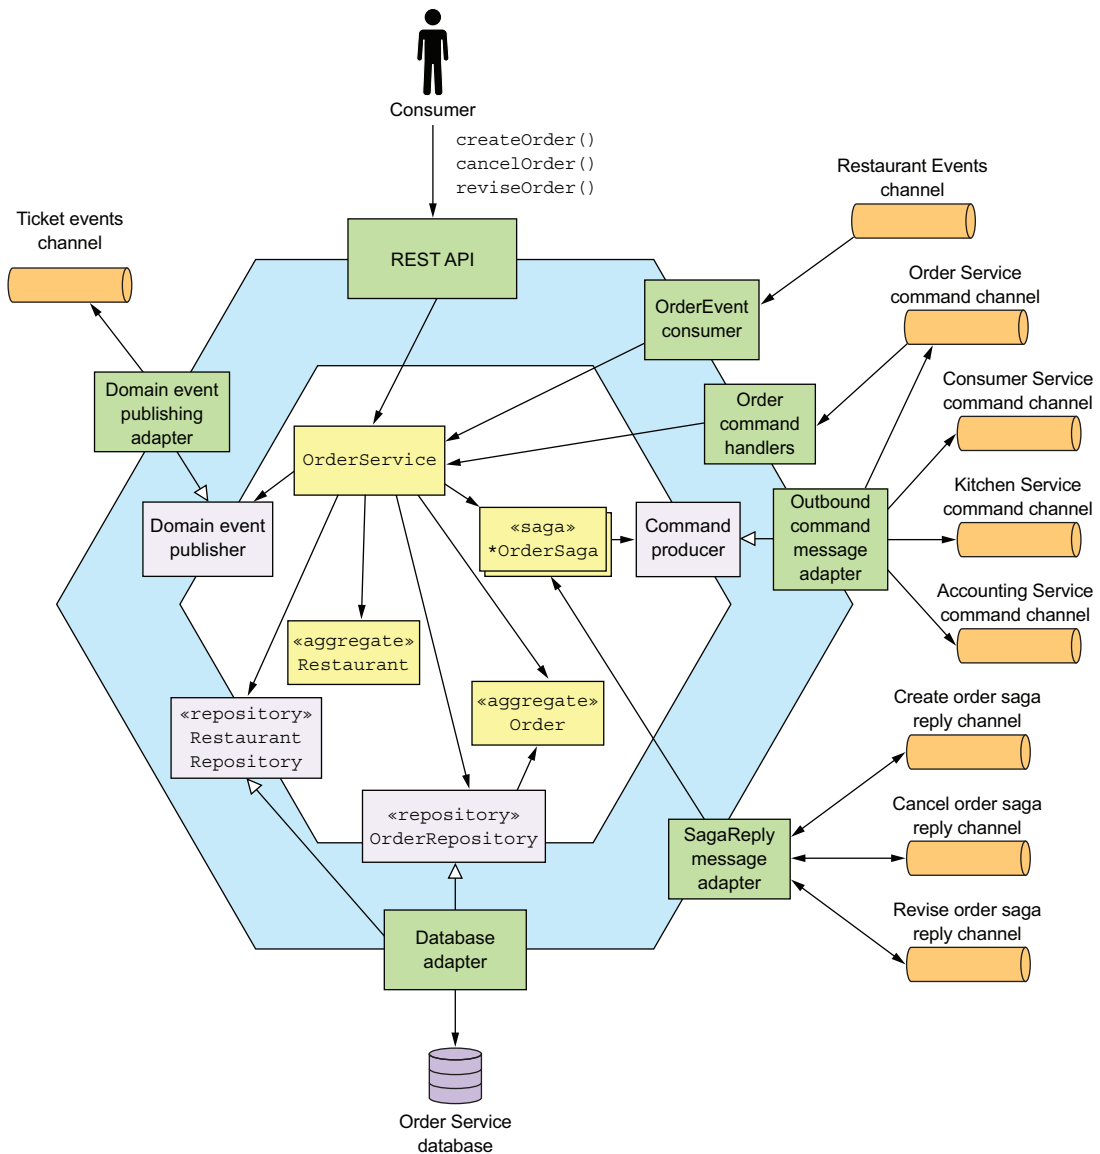 Consumer
createOrder()
cancelOrder()
reviseOrder()
Restaurant Events
channel
Ticket events
channel
REST API
Order Service
command channel
OrderEvent
consumer
Domain event
publishing
adapter
Order
command
handlers
Consumer Service
command channel
OrderService
Kitchen Service
command channel
Domain event
publisher
«saga»
*OrderSaga
Command
producer
Outbound
command
message
adapter
Accounting Service
command channel
«aggregate»
Restaurant
«aggregate»
Order
«repository»
Restaurant
Repository
Create order saga
reply channel
«repository»
OrderRepository
SagaReply
message
adapter
Cancel order saga
reply channel
Revise order saga
reply channel
Database
adapter
Order Service
database